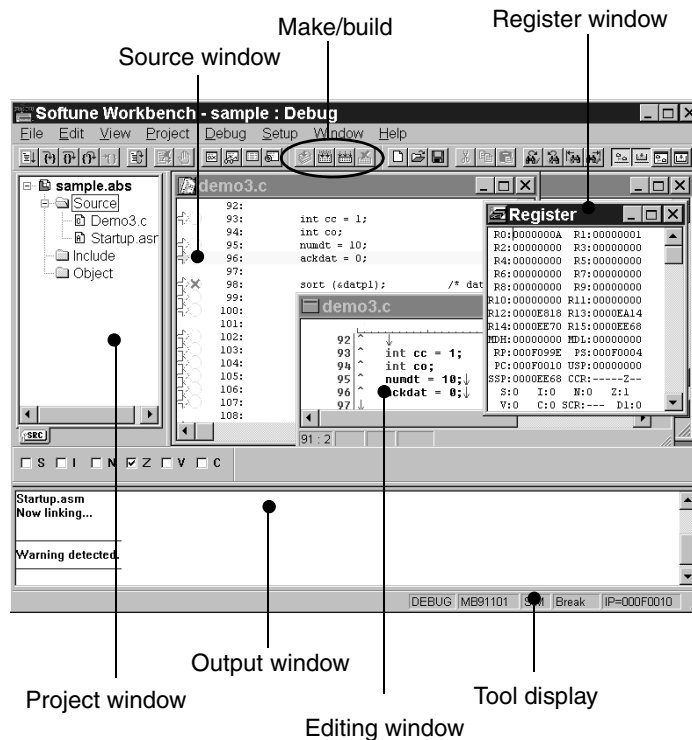 Make/build
Register window
Source window
Softune Workbench - sample : Debug
File Edit View Project Debug Setup Window Help
sample.abs
Source
Demo3.c
Startup.asr
Include
Object
SRC
demo3.c
92:
93: int cc = 1;
94: int co;
95: numdt = 10;
96: ackdat = 0;
97:
98: sort (&datp1); /* dat
99:
100:
101:
102:
103:
104:
105:
106:
107:
108:
demo3.c
92 ^ ↓
93 ^ int cc = 1;
94 ^ int co;
95 ^ numdt = 10;↓
96 ^ ackdat = 0;↓
97 ↓
91 : 2
Register
R0:0000000A R1:00000001
R2:00000000 R3:00000000
R4:00000000 R5:00000000
R6:00000000 R7:00000000
R8:00000000 R9:00000000
R10:00000000 R11:00000000
R12:0000E818 R13:0000EA14
R14:0000EE70 R15:0000EE68
MDH:00000000 MDL:00000000
RP:000F099E PS:000F0004
PC:000F0010 USP:00000000
SSP:0000EE68 CCR:-----Z--
S:0 I:0 N:0 Z:1
V:0 C:0 SCR:--- D1:0
S I N Z V C
Startup.asm
Now linking...
Warning detected.
DEBUG MB91101 Break IP=000F0010
Output window
Project window
Tool display
Editing window